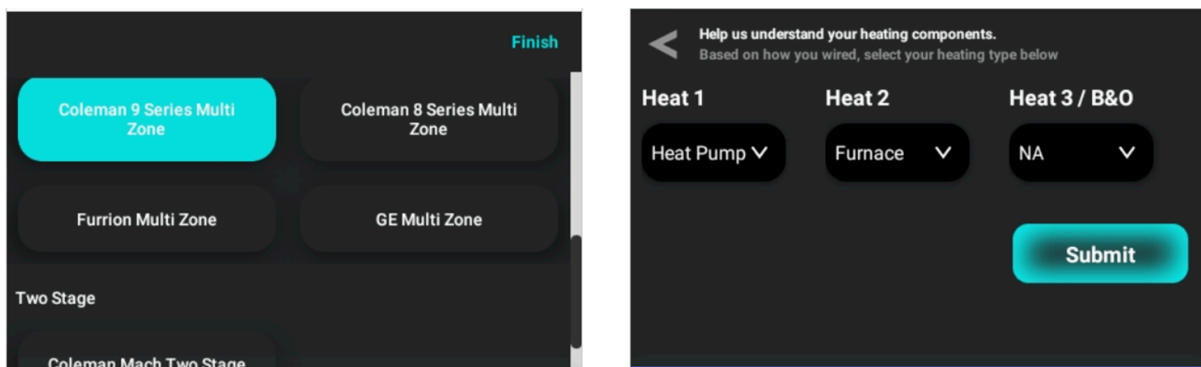 Finish
Coleman 9 Series Multi
Zone
Coleman 8 Series Multi
Zone
Furrion Multi Zone
GE Multi Zone
Two Stage
Coleman Mach Two Stage
Help us understand your heating components.
Based on how you wired, select your heating type below
Heat 1
Heat 2
Heat 3 / B&O
Heat Pump
Furnace
NA
Submit